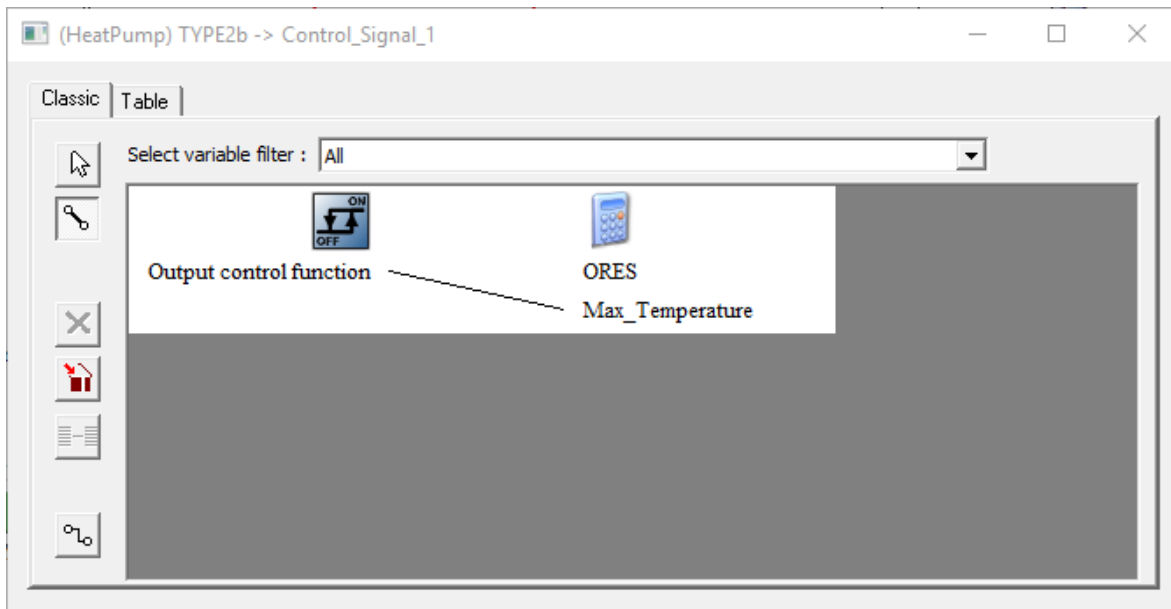 (HeatPump) TYPE2b -> Control_Signal_1
Classic Table
Select variable filter : All
ON
OFF
Output control function ORES
Max_Temperature